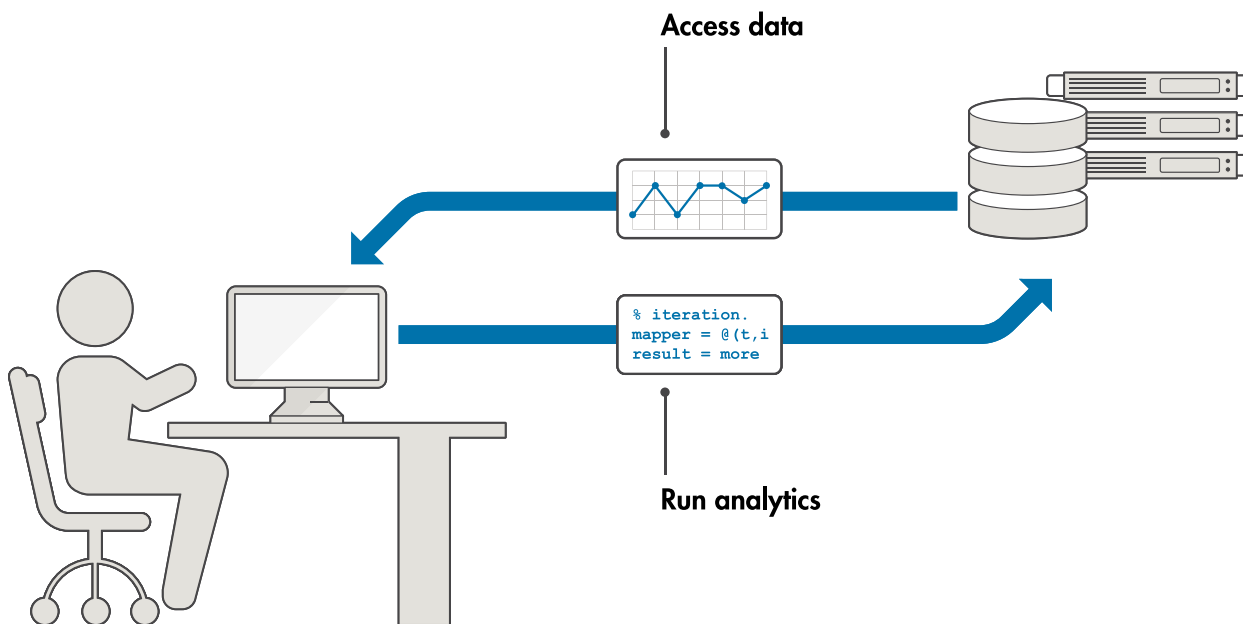 Access data
% iteration.
mapper = @(t,i
result = more
Run analytics